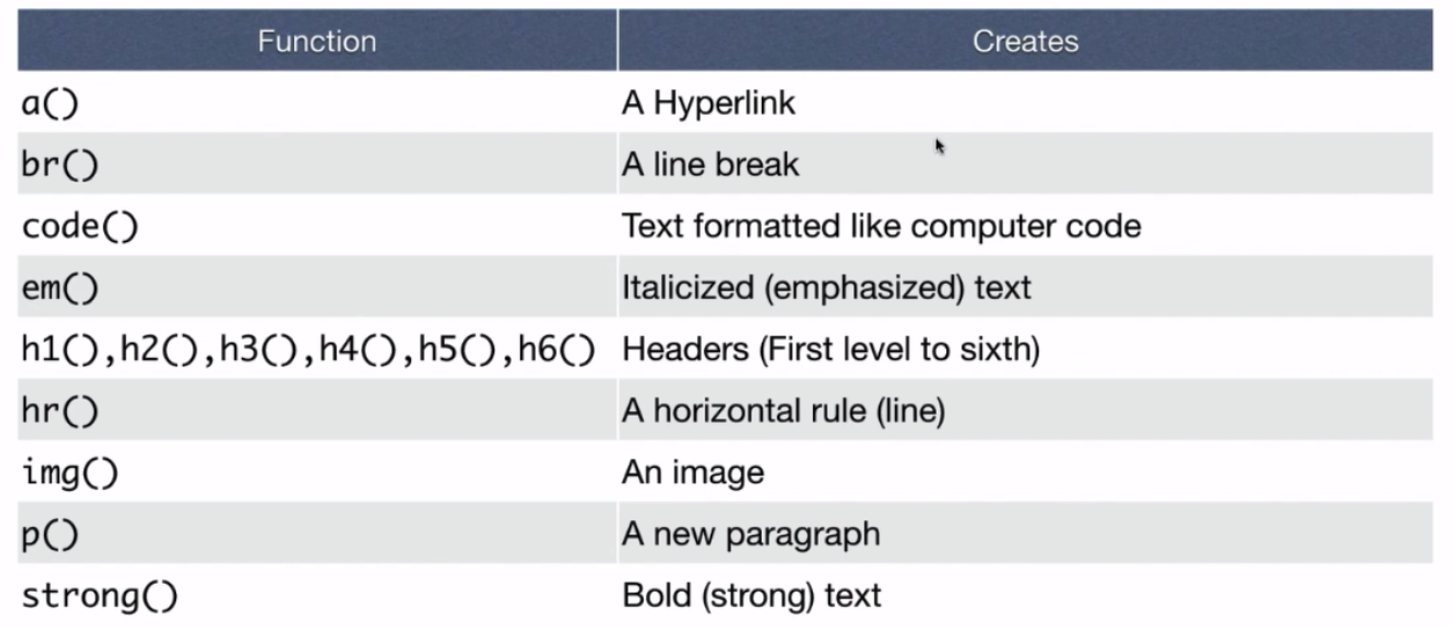 Function Creates
a() A Hyperlink
br() A line break
code() Text formatted like computer code
em() Italicized (emphasized) text
h1(),h2(),h3(),h4(),h5(),h6() Headers (First level to sixth)
hr() A horizontal rule (line)
img() An image
p() A new paragraph
strong() Bold (strong) text